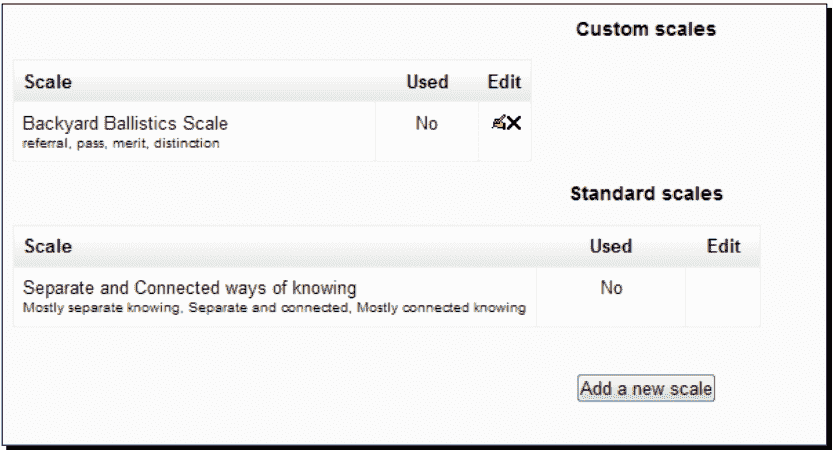 Custom scales
Scale Used Edit
Backyard Ballistics Scale No
referral, pass, merit, distinction
Standard scales
Scale Used Edit
Separate and Connected ways of knowing No
Mostly separate knowing, Separate and connected, Mostly connected knowing
Add a new scale